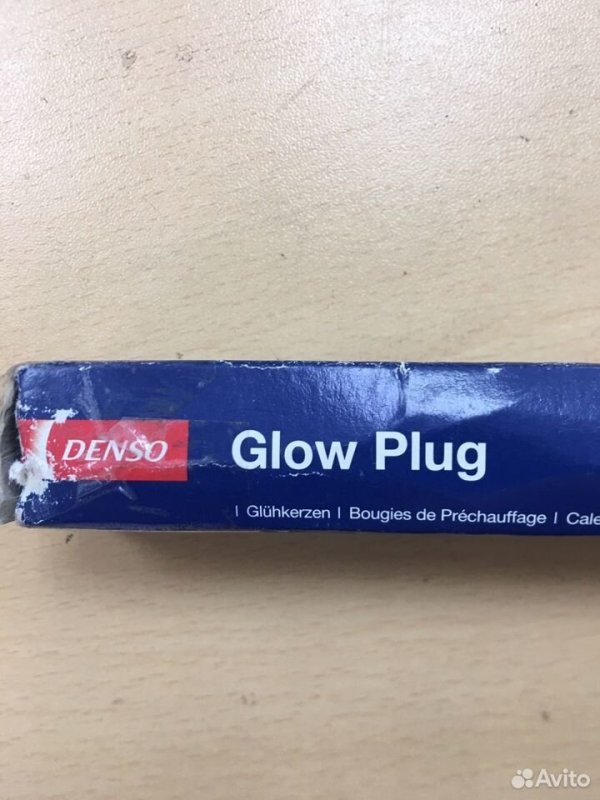 DENSO
Glow Plug
| Glühkerzen | Bougies de Préchauffage |
Avito